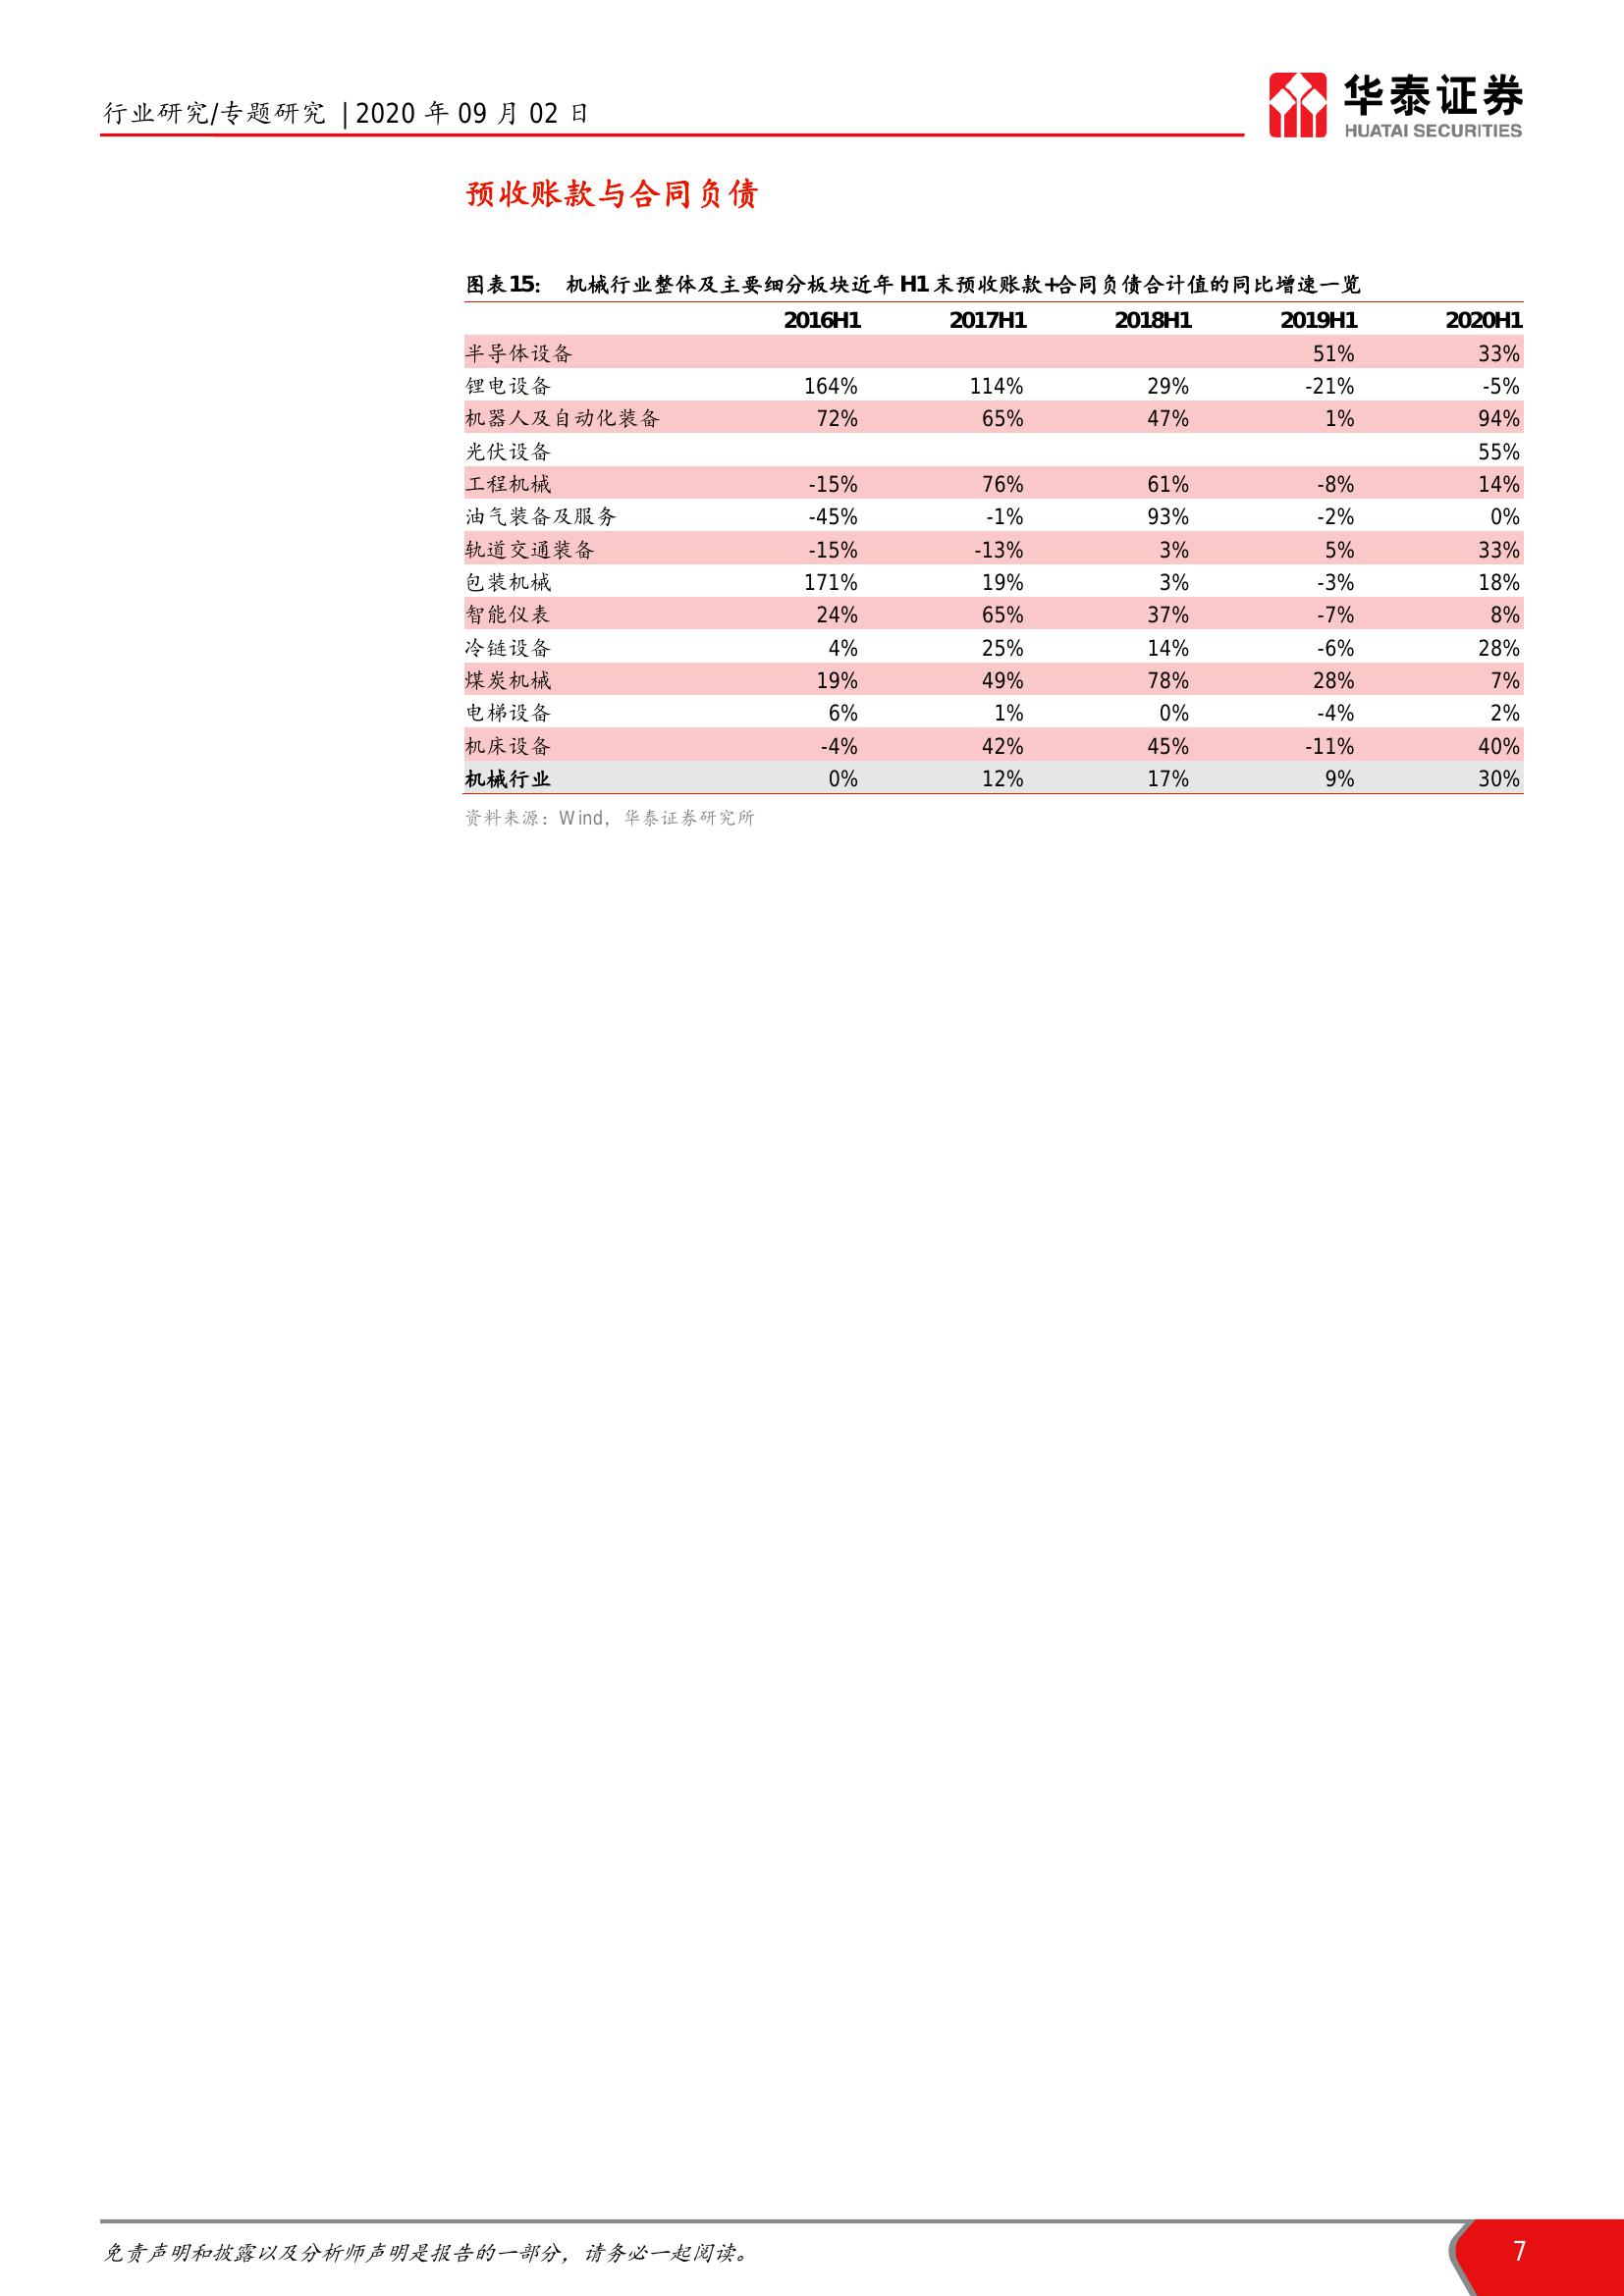 行业研究/专题研究 | 2020 年 09 月 02 日
华泰证券
HUATAI SECURITIES
预收账款与合同负债
图表15： 机械行业整体及主要细分板块近年 H1 末预收账款+合同负债合计值的同比增速一览
2016H1 2017H1 2018H1 2019H1 2020H1
半导体设备 51% 33%
锂电设备 164% 114% 29% -21% -5%
机器人及自动化装备 72% 65% 47% 1% 94%
光伏设备 55%
工程机械 -15% 76% 61% -8% 14%
油气装备及服务 -45% -1% 93% -2% 0%
轨道交通装备 -15% -13% 3% 5% 33%
包装机械 171% 19% 3% -3% 18%
智能仪表 24% 65% 37% -7% 8%
冷链设备 4% 25% 14% -6% 28%
煤炭机械 19% 49% 78% 28% 7%
电梯设备 6% 1% 0% -4% 2%
机床设备 -4% 42% 45% -11% 40%
机械行业 0% 12% 17% 9% 30%
资料来源：Wind，华泰证券研究所
免责声明和披露以及分析师声明是报告的一部分，请务必一起阅读。
7